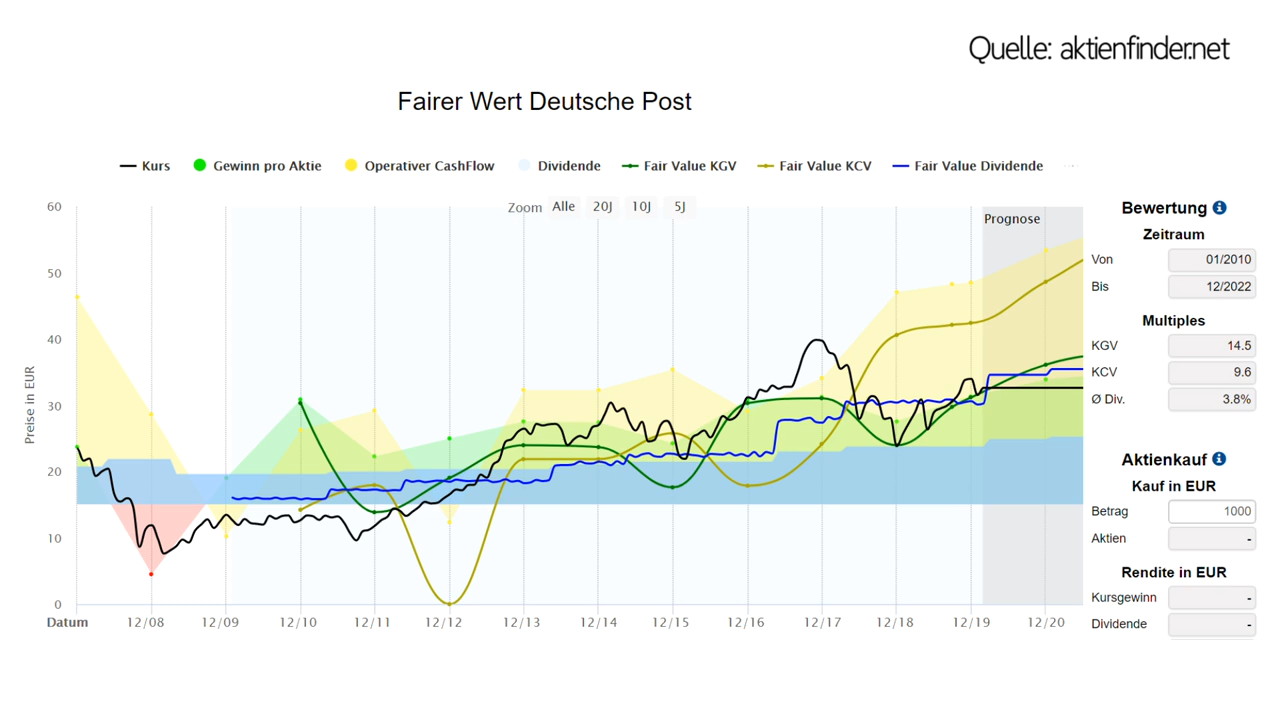 Quelle: aktienfinder.net
Fairer Wert Deutsche Post
Kurs Gewinn pro Aktie Operativer CashFlow Dividende Fair Value KGV Fair Value KCV Fair Value Dividende
Zoom Alle 20J 10J 5J
Prognose
Preise in EUR
60
50
40
30
20
10
0
Datum 12/08 12/09 12/10 12/11 12/12 12/13 12/14 12/15 12/16 12/17 12/18 12/19 12/20
Bewertung i
Zeitraum
Von 01/2010
Bis 12/2022
Multiples
KGV 14.5
KCV 9.6
Ø Div. 3.8%
Aktienkauf i
Kauf in EUR
Betrag 1000
Aktien -
Rendite in EUR
Kursgewinn -
Dividende -